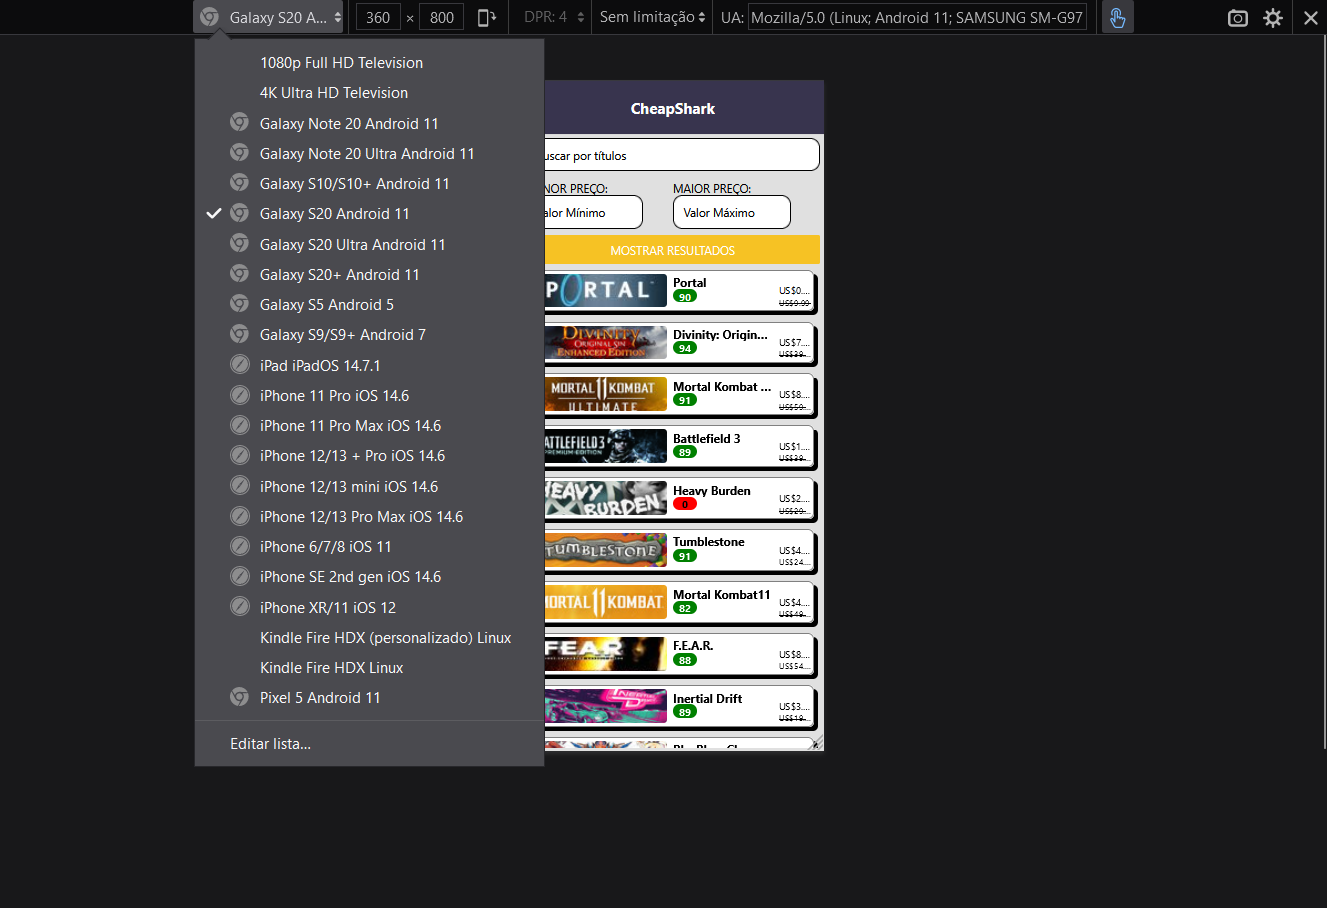 Galaxy S20 A... 360 × 800 DPR: 4 Sem limitação UA: Mozilla/5.0 (Linux; Android 11; SAMSUNG SM-G97
1080p Full HD Television
4K Ultra HD Television
Galaxy Note 20 Android 11
Galaxy Note 20 Ultra Android 11
Galaxy S10/S10+ Android 11
Galaxy S20 Android 11
Galaxy S20 Ultra Android 11
Galaxy S20+ Android 11
Galaxy S5 Android 5
Galaxy S9/S9+ Android 7
iPad iPadOS 14.7.1
iPhone 11 Pro iOS 14.6
iPhone 11 Pro Max iOS 14.6
iPhone 12/13 + Pro iOS 14.6
iPhone 12/13 mini iOS 14.6
iPhone 12/13 Pro Max iOS 14.6
iPhone 6/7/8 iOS 11
iPhone SE 2nd gen iOS 14.6
iPhone XR/11 iOS 12
Kindle Fire HDX (personalizado) Linux
Kindle Fire HDX Linux
Pixel 5 Android 11
Editar lista...
CheapShark
uscar por títulos
NOR PREÇO: MAIOR PREÇO:
alor Mínimo Valor Máximo
MOSTRAR RESULTADOS
PORTAL
Portal
90
US$0....
US$9.99
DIVINITY
ORIGINAL SIN
ENHANCED EDITION
Divinity: Origin...
94
US$7....
US$39...
MORTAL KOMBAT 11
ULTIMATE
Mortal Kombat ...
91
US$8....
US$59...
ATTLEFIELD 3
PREMIUM EDITION
Battlefield 3
89
US$1....
US$39...
HEAVY
BURDEN
Heavy Burden
0
US$2....
US$29...
TUMBLESTONE
Tumblestone
91
US$4....
US$24...
ORTAL 11 KOMBAT
Mortal Kombat11
82
US$4....
US$49...
FEAR
F.E.A.R.
88
US$8....
US$54...
INERTIAL
Inertial Drift
89
US$3....
US$19...